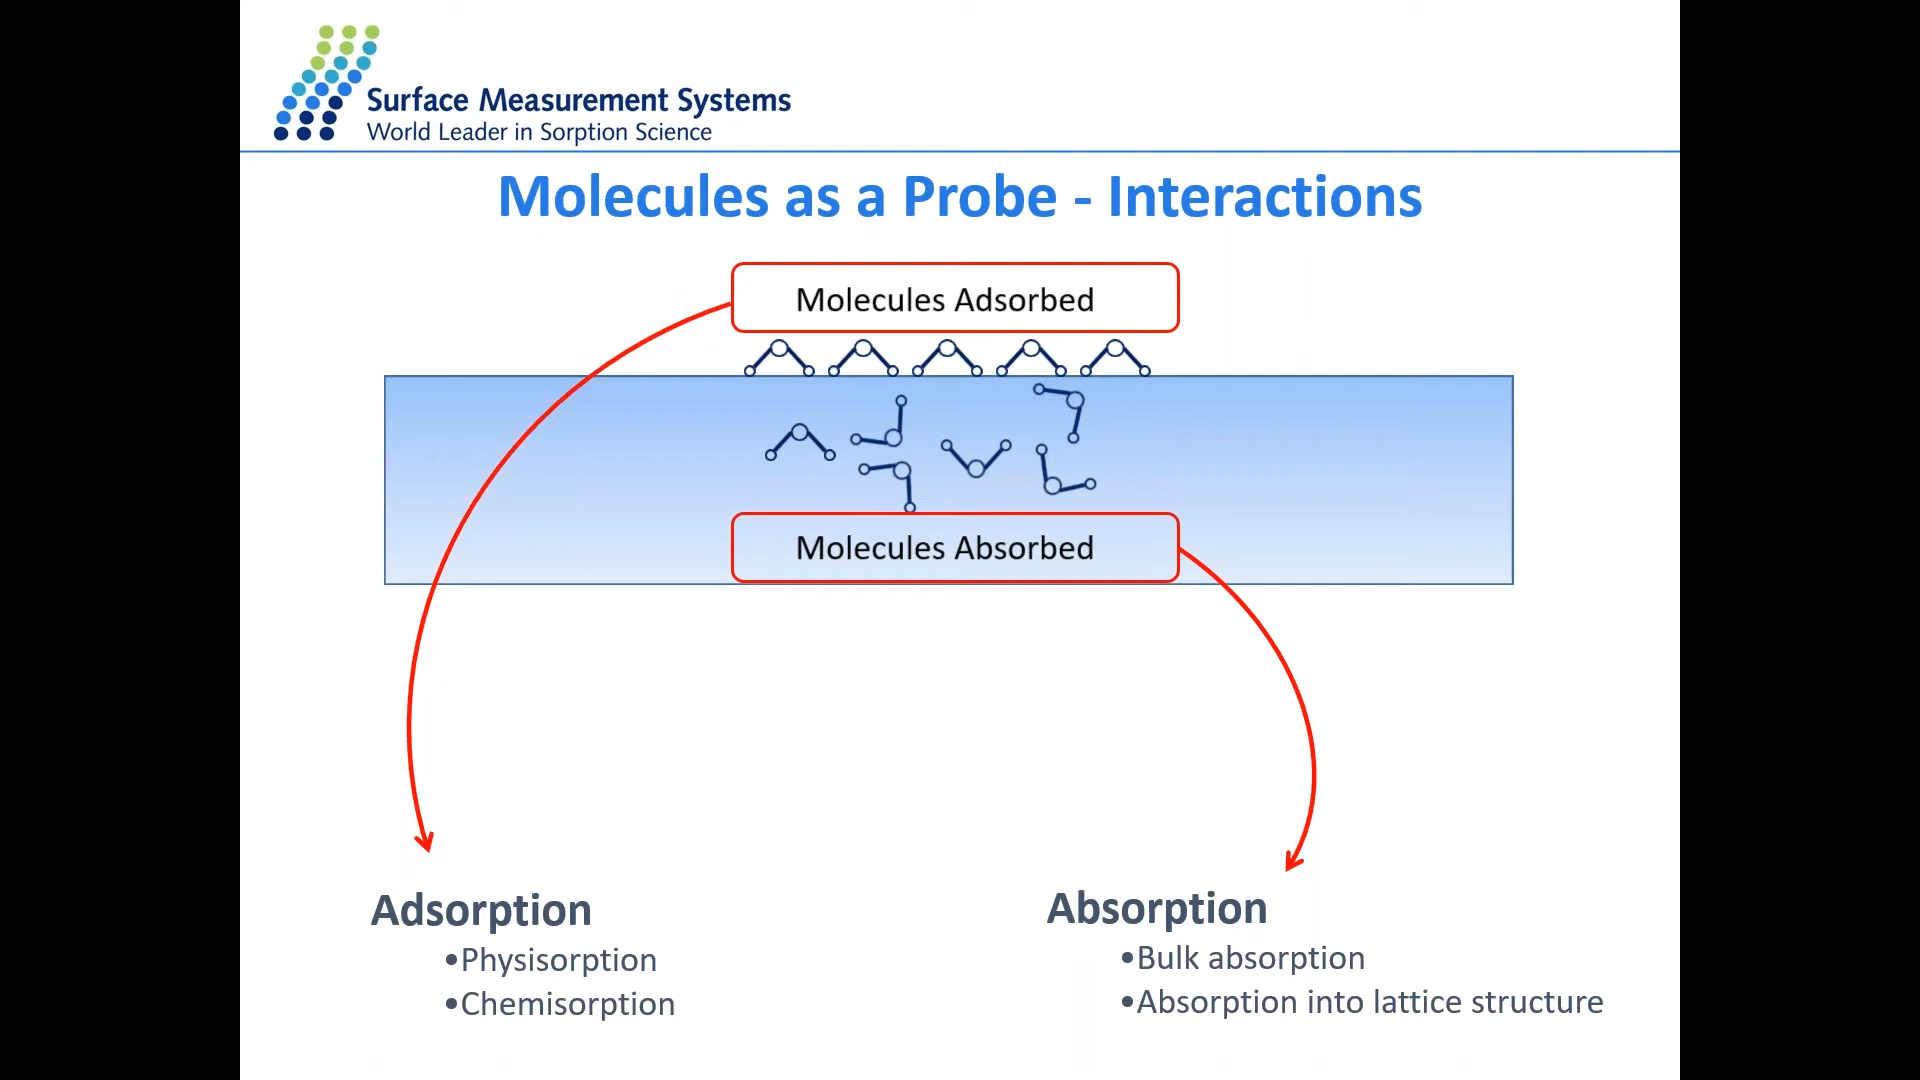 Surface Measurement Systems
World Leader in Sorption Science
Molecules as a Probe - Interactions
Molecules Adsorbed
Molecules Absorbed
Adsorption
•Physisorption
•Chemisorption
Absorption
•Bulk absorption
•Absorption into lattice structure